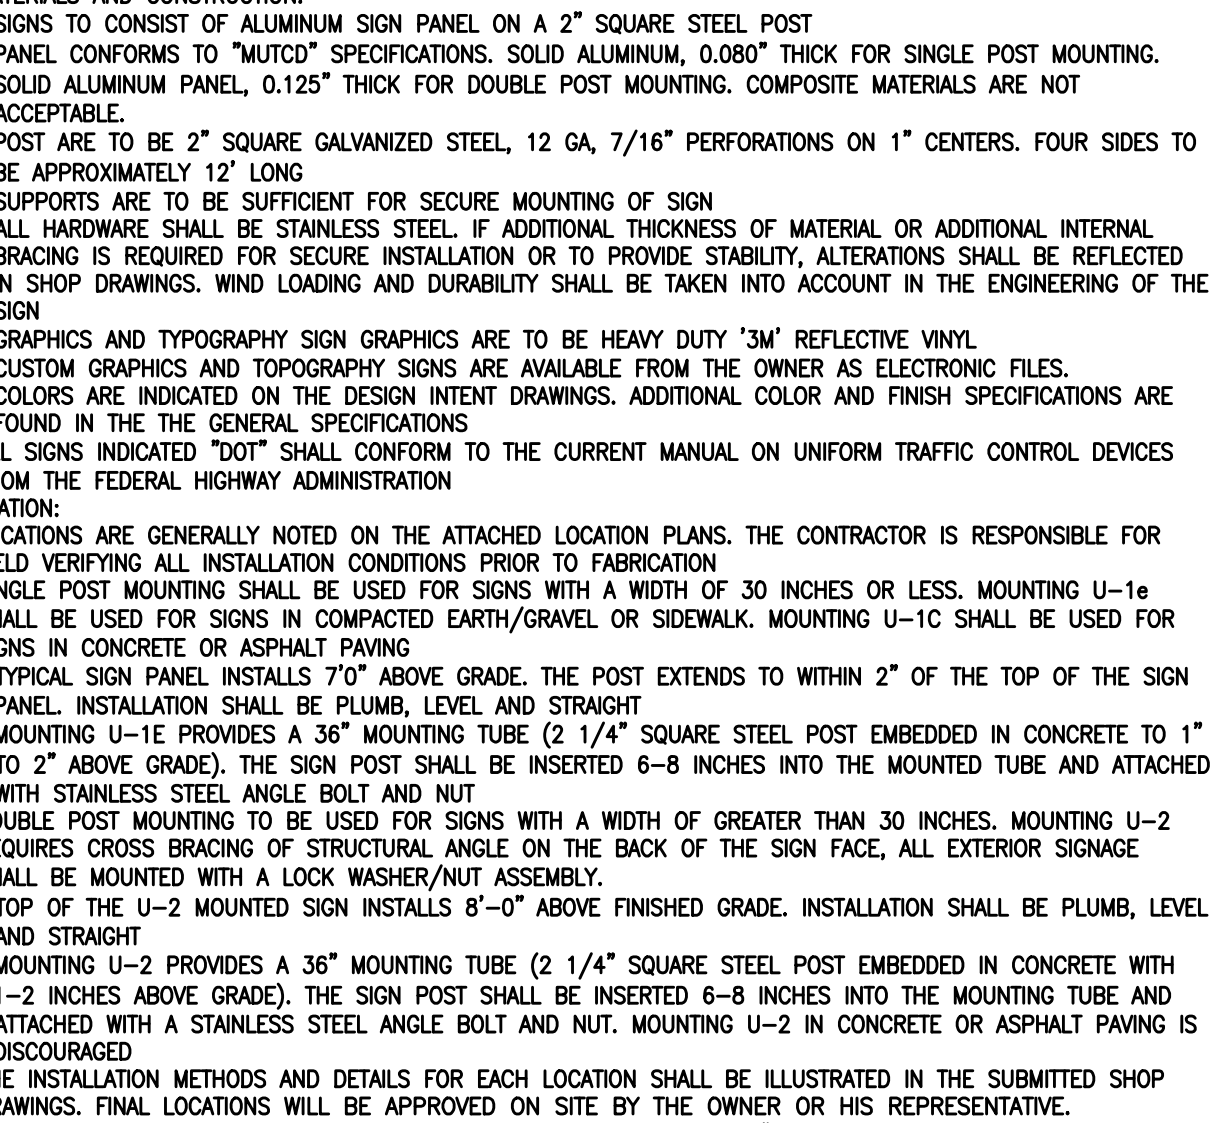 MATERIALS AND CONSTRUCTION:
SIGNS TO CONSIST OF ALUMINUM SIGN PANEL ON A 2" SQUARE STEEL POST
PANEL CONFORMS TO "MUTCD" SPECIFICATIONS. SOLID ALUMINUM, 0.080" THICK FOR SINGLE POST MOUNTING.
SOLID ALUMINUM PANEL, 0.125" THICK FOR DOUBLE POST MOUNTING. COMPOSITE MATERIALS ARE NOT
ACCEPTABLE.
POST ARE TO BE 2" SQUARE GALVANIZED STEEL, 12 GA, 7/16" PERFORATIONS ON 1" CENTERS. FOUR SIDES TO
BE APPROXIMATELY 12' LONG
SUPPORTS ARE TO BE SUFFICIENT FOR SECURE MOUNTING OF SIGN
ALL HARDWARE SHALL BE STAINLESS STEEL. IF ADDITIONAL THICKNESS OF MATERIAL OR ADDITIONAL INTERNAL
BRACING IS REQUIRED FOR SECURE INSTALLATION OR TO PROVIDE STABILITY, ALTERATIONS SHALL BE REFLECTED
IN SHOP DRAWINGS. WIND LOADING AND DURABILITY SHALL BE TAKEN INTO ACCOUNT IN THE ENGINEERING OF THE
SIGN
GRAPHICS AND TYPOGRAPHY SIGN GRAPHICS ARE TO BE HEAVY DUTY '3M' REFLECTIVE VINYL
CUSTOM GRAPHICS AND TOPOGRAPHY SIGNS ARE AVAILABLE FROM THE OWNER AS ELECTRONIC FILES.
COLORS ARE INDICATED ON THE DESIGN INTENT DRAWINGS. ADDITIONAL COLOR AND FINISH SPECIFICATIONS ARE
FOUND IN THE THE GENERAL SPECIFICATIONS
L SIGNS INDICATED "DOT" SHALL CONFORM TO THE CURRENT MANUAL ON UNIFORM TRAFFIC CONTROL DEVICES
OM THE FEDERAL HIGHWAY ADMINISTRATION
ATION:
CATIONS ARE GENERALLY NOTED ON THE ATTACHED LOCATION PLANS. THE CONTRACTOR IS RESPONSIBLE FOR
ELD VERIFYING ALL INSTALLATION CONDITIONS PRIOR TO FABRICATION
NGLE POST MOUNTING SHALL BE USED FOR SIGNS WITH A WIDTH OF 30 INCHES OR LESS. MOUNTING U-1e
HALL BE USED FOR SIGNS IN COMPACTED EARTH/GRAVEL OR SIDEWALK. MOUNTING U-1C SHALL BE USED FOR
GNS IN CONCRETE OR ASPHALT PAVING
TYPICAL SIGN PANEL INSTALLS 7'0" ABOVE GRADE. THE POST EXTENDS TO WITHIN 2" OF THE TOP OF THE SIGN
PANEL. INSTALLATION SHALL BE PLUMB, LEVEL AND STRAIGHT
MOUNTING U-1E PROVIDES A 36" MOUNTING TUBE (2 1/4" SQUARE STEEL POST EMBEDDED IN CONCRETE TO 1"
TO 2" ABOVE GRADE). THE SIGN POST SHALL BE INSERTED 6-8 INCHES INTO THE MOUNTED TUBE AND ATTACHED
WITH STAINLESS STEEL ANGLE BOLT AND NUT
OUBLE POST MOUNTING TO BE USED FOR SIGNS WITH A WIDTH OF GREATER THAN 30 INCHES. MOUNTING U-2
EQUIRES CROSS BRACING OF STRUCTURAL ANGLE ON THE BACK OF THE SIGN FACE, ALL EXTERIOR SIGNAGE
HALL BE MOUNTED WITH A LOCK WASHER/NUT ASSEMBLY.
TOP OF THE U-2 MOUNTED SIGN INSTALLS 8'-0" ABOVE FINISHED GRADE. INSTALLATION SHALL BE PLUMB, LEVEL
AND STRAIGHT
MOUNTING U-2 PROVIDES A 36" MOUNTING TUBE (2 1/4" SQUARE STEEL POST EMBEDDED IN CONCRETE WITH
1-2 INCHES ABOVE GRADE). THE SIGN POST SHALL BE INSERTED 6-8 INCHES INTO THE MOUNTING TUBE AND
ATTACHED WITH A STAINLESS STEEL ANGLE BOLT AND NUT. MOUNTING U-2 IN CONCRETE OR ASPHALT PAVING IS
DISCOURAGED
HE INSTALLATION METHODS AND DETAILS FOR EACH LOCATION SHALL BE ILLUSTRATED IN THE SUBMITTED SHOP
RAWINGS. FINAL LOCATIONS WILL BE APPROVED ON SITE BY THE OWNER OR HIS REPRESENTATIVE.